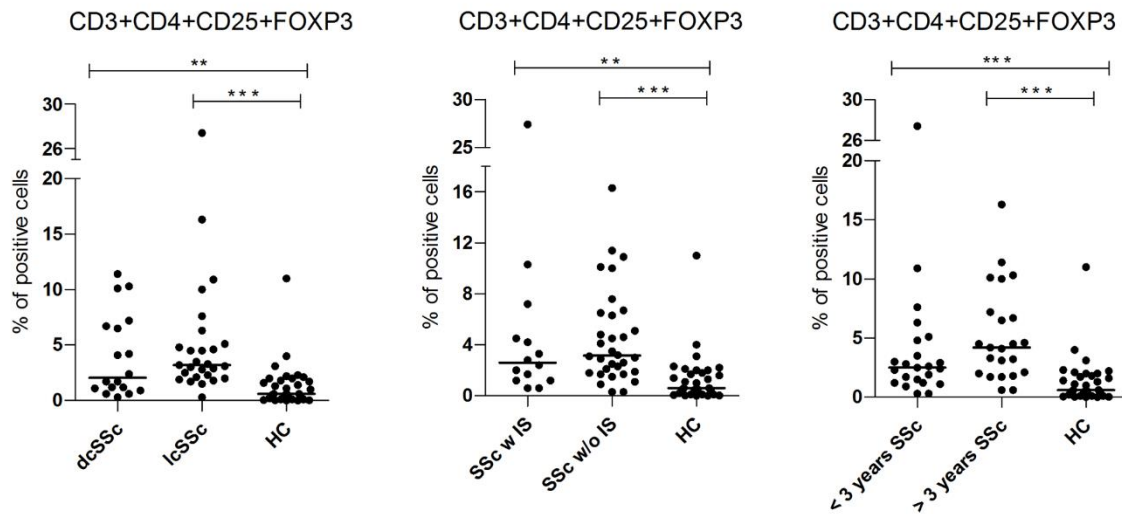 CD3+CD4+CD25+FOXP3
**
***
30
26
20
15
10
5
0
% of positive cells
dcSSc
lcSSc
HC
CD3+CD4+CD25+FOXP3
**
***
30
25
16
12
8
4
0
% of positive cells
SSc w IS
SSc w/o IS
HC
CD3+CD4+CD25+FOXP3
***
***
30
26
20
15
10
5
0
% of positive cells
< 3 years SSc
> 3 years SSc
HC